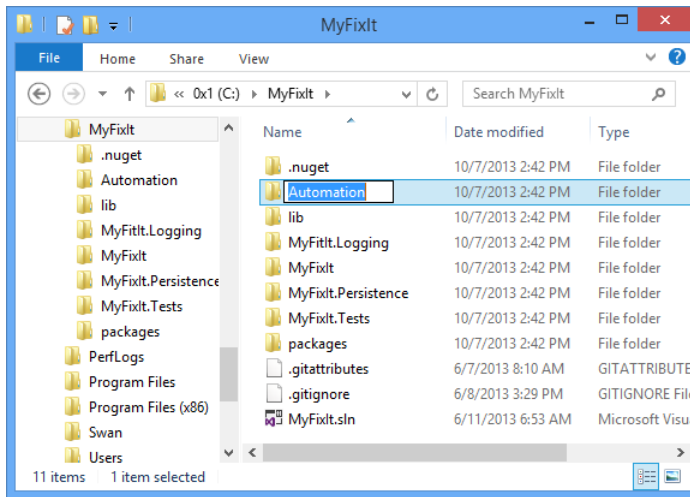 MyFixIt
File Home Share View
« 0x1 (C:) MyFixIt Search MyFixIt
MyFixIt
.nuget
Automation
lib
MyFitIt.Logging
MyFixIt
MyFixIt.Persistence
MyFixIt.Tests
packages
PerfLogs
Program Files
Program Files (x86)
Swan
Users
Name Date modified Type
.nuget 10/7/2013 2:42 PM File folder
Automation 10/7/2013 2:42 PM File folder
lib 10/7/2013 2:42 PM File folder
MyFitIt.Logging 10/7/2013 2:42 PM File folder
MyFixIt 10/7/2013 2:42 PM File folder
MyFixIt.Persistence 10/7/2013 2:42 PM File folder
MyFixIt.Tests 10/7/2013 2:42 PM File folder
packages 10/7/2013 2:42 PM File folder
.gitattributes 6/7/2013 8:10 AM GITATTRIBUTE
.gitignore 6/8/2013 3:29 PM GITIGNORE File
MyFixIt.sln 6/11/2013 6:53 AM Microsoft Visu
11 items 1 item selected